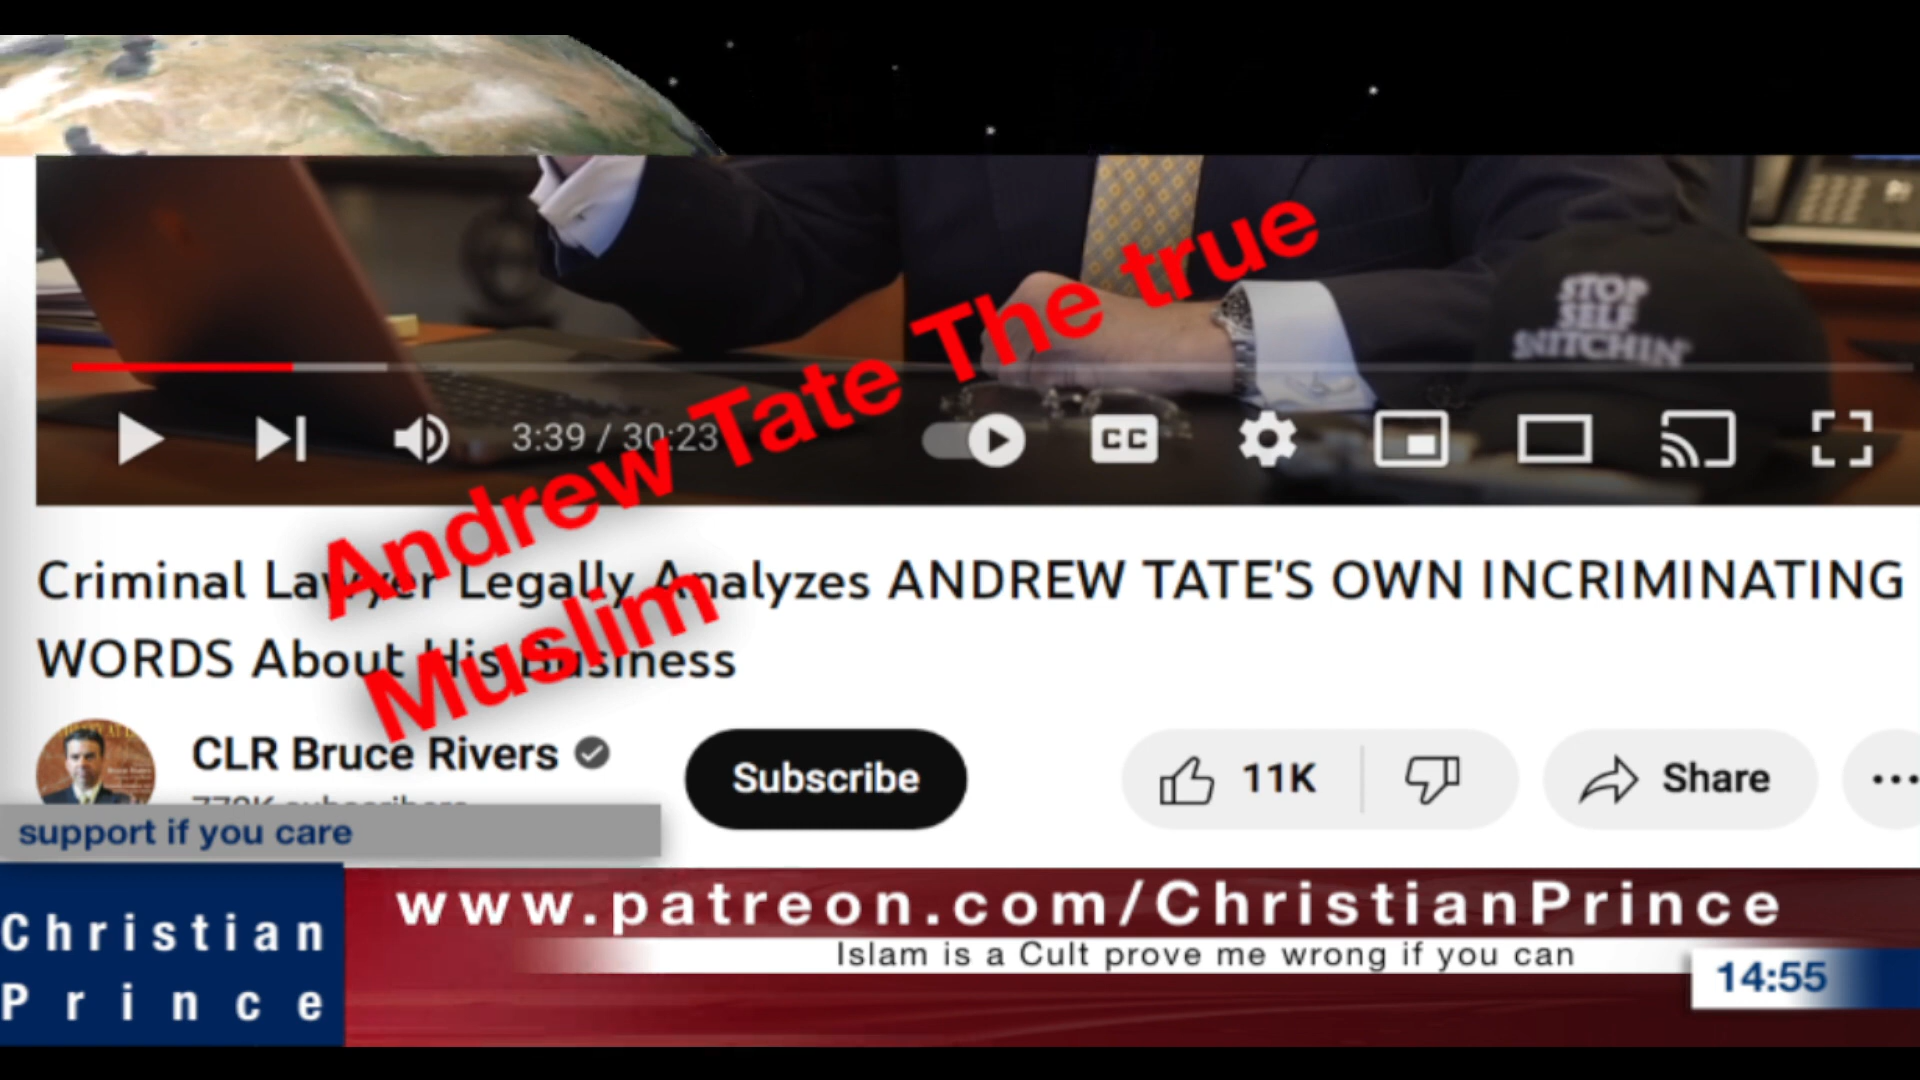 STOP
SELF
SNITCHIN'
Andrew Tate The true
Muslim
3:39 / 30:23
CC
Criminal Lawyer Legally Analyzes ANDREW TATE'S OWN INCRIMINATING
WORDS About His Business
CLR Bruce Rivers
Subscribe
11K
Share
support if you care
Christian
Prince
www.patreon.com/ChristianPrince
Islam is a Cult prove me wrong if you can
14:55